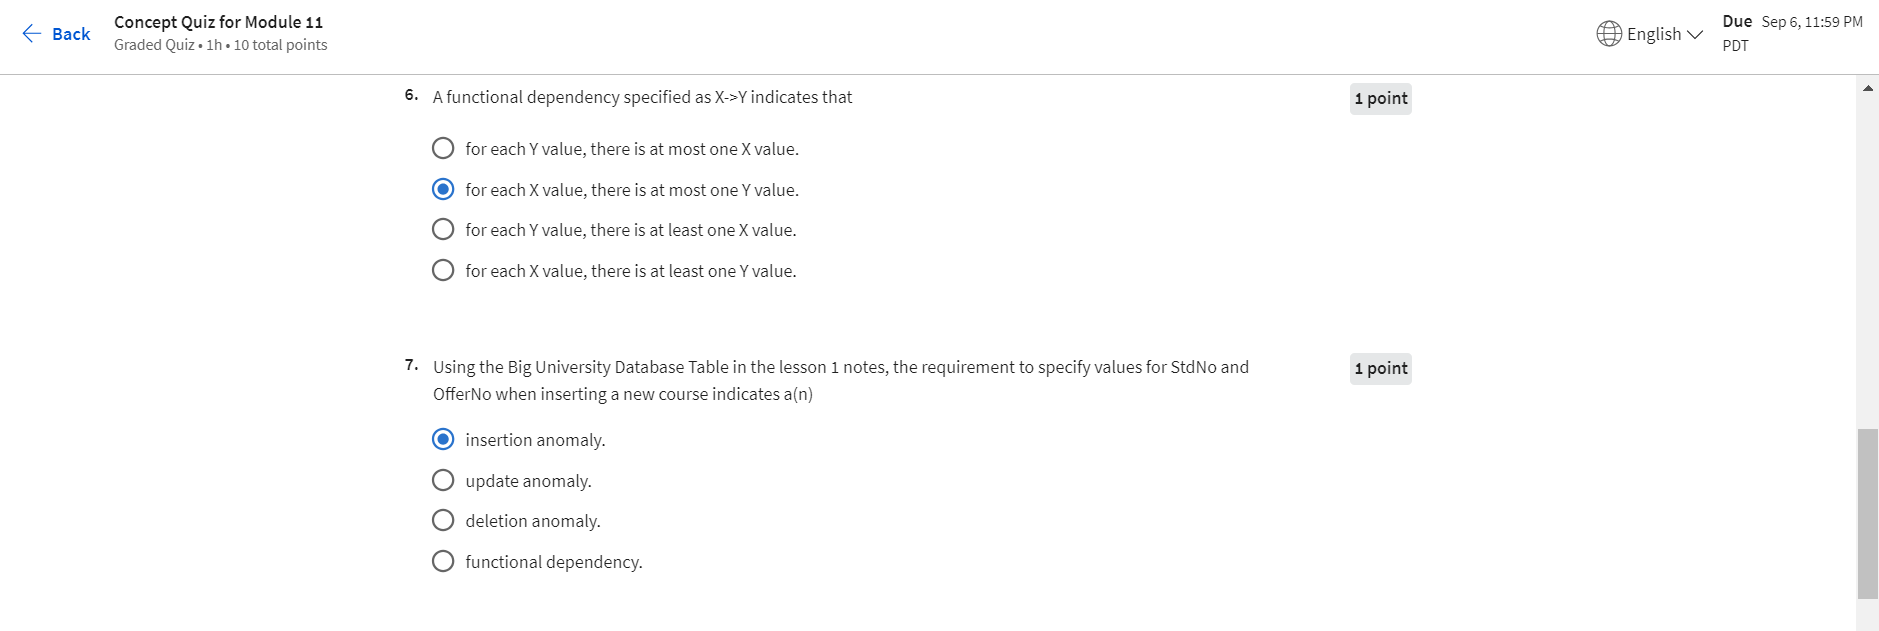 Back
Concept Quiz for Module 11
Graded Quiz • 1h • 10 total points
English
Due Sep 6, 11:59 PM
PDT
6. A functional dependency specified as X->Y indicates that
1 point
for each Y value, there is at most one X value.
for each X value, there is at most one Y value.
for each Y value, there is at least one X value.
for each X value, there is at least one Y value.
7. Using the Big University Database Table in the lesson 1 notes, the requirement to specify values for StdNo and
OfferNo when inserting a new course indicates a(n)
1 point
insertion anomaly.
update anomaly.
deletion anomaly.
functional dependency.